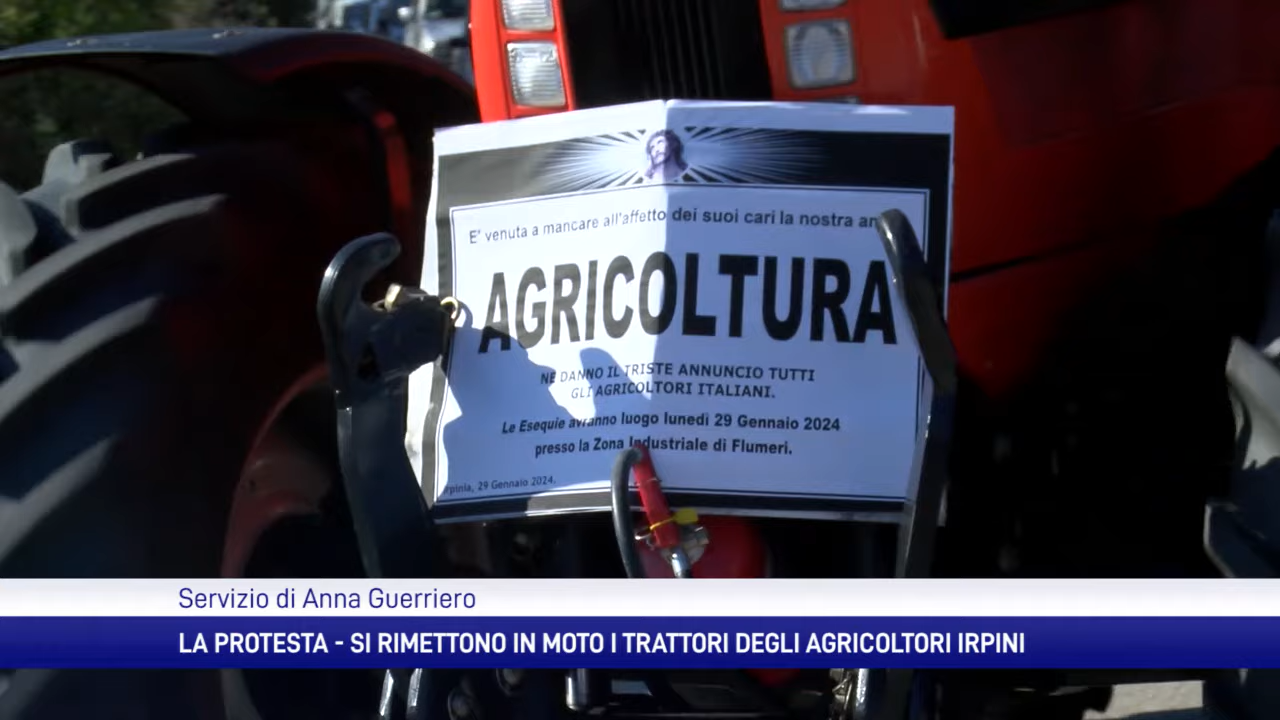 E' venuta a mancare all'affetto dei suoi cari la nostra
AGRICOLTURA
NE DANNO IL TRISTE ANNUNCIO TUTTI
GLI AGRICOLTORI ITALIANI.
Le Esequie avranno luogo lunedì 29 Gennaio 2024
presso la Zona Industriale di Flumeri.
Irpinia, 29 Gennaio 2024.
Servizio di Anna Guerriero
LA PROTESTA - SI RIMETTONO IN MOTO I TRATTORI DEGLI AGRICOLTORI IRPINI